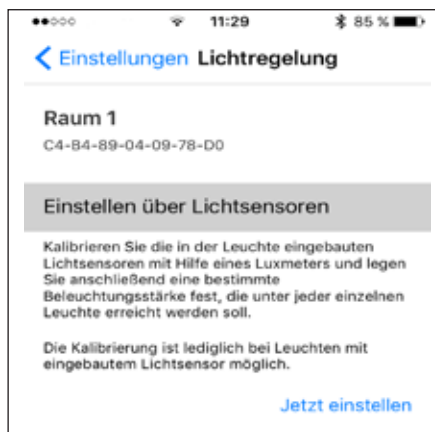 11:29 85 %
Einstellungen Lichtregelung
Raum 1
C4-B4-89-04-09-78-D0
Einstellen über Lichtsensoren
Kalibrieren Sie die in der Leuchte eingebauten
Lichtsensoren mit Hilfe eines Luxmeters und legen
Sie anschließend eine bestimmte
Beleuchtungsstärke fest, die unter jeder einzelnen
Leuchte erreicht werden soll.
Die Kalibrierung ist lediglich bei Leuchten mit
eingebautem Lichtsensor möglich.
Jetzt einstellen